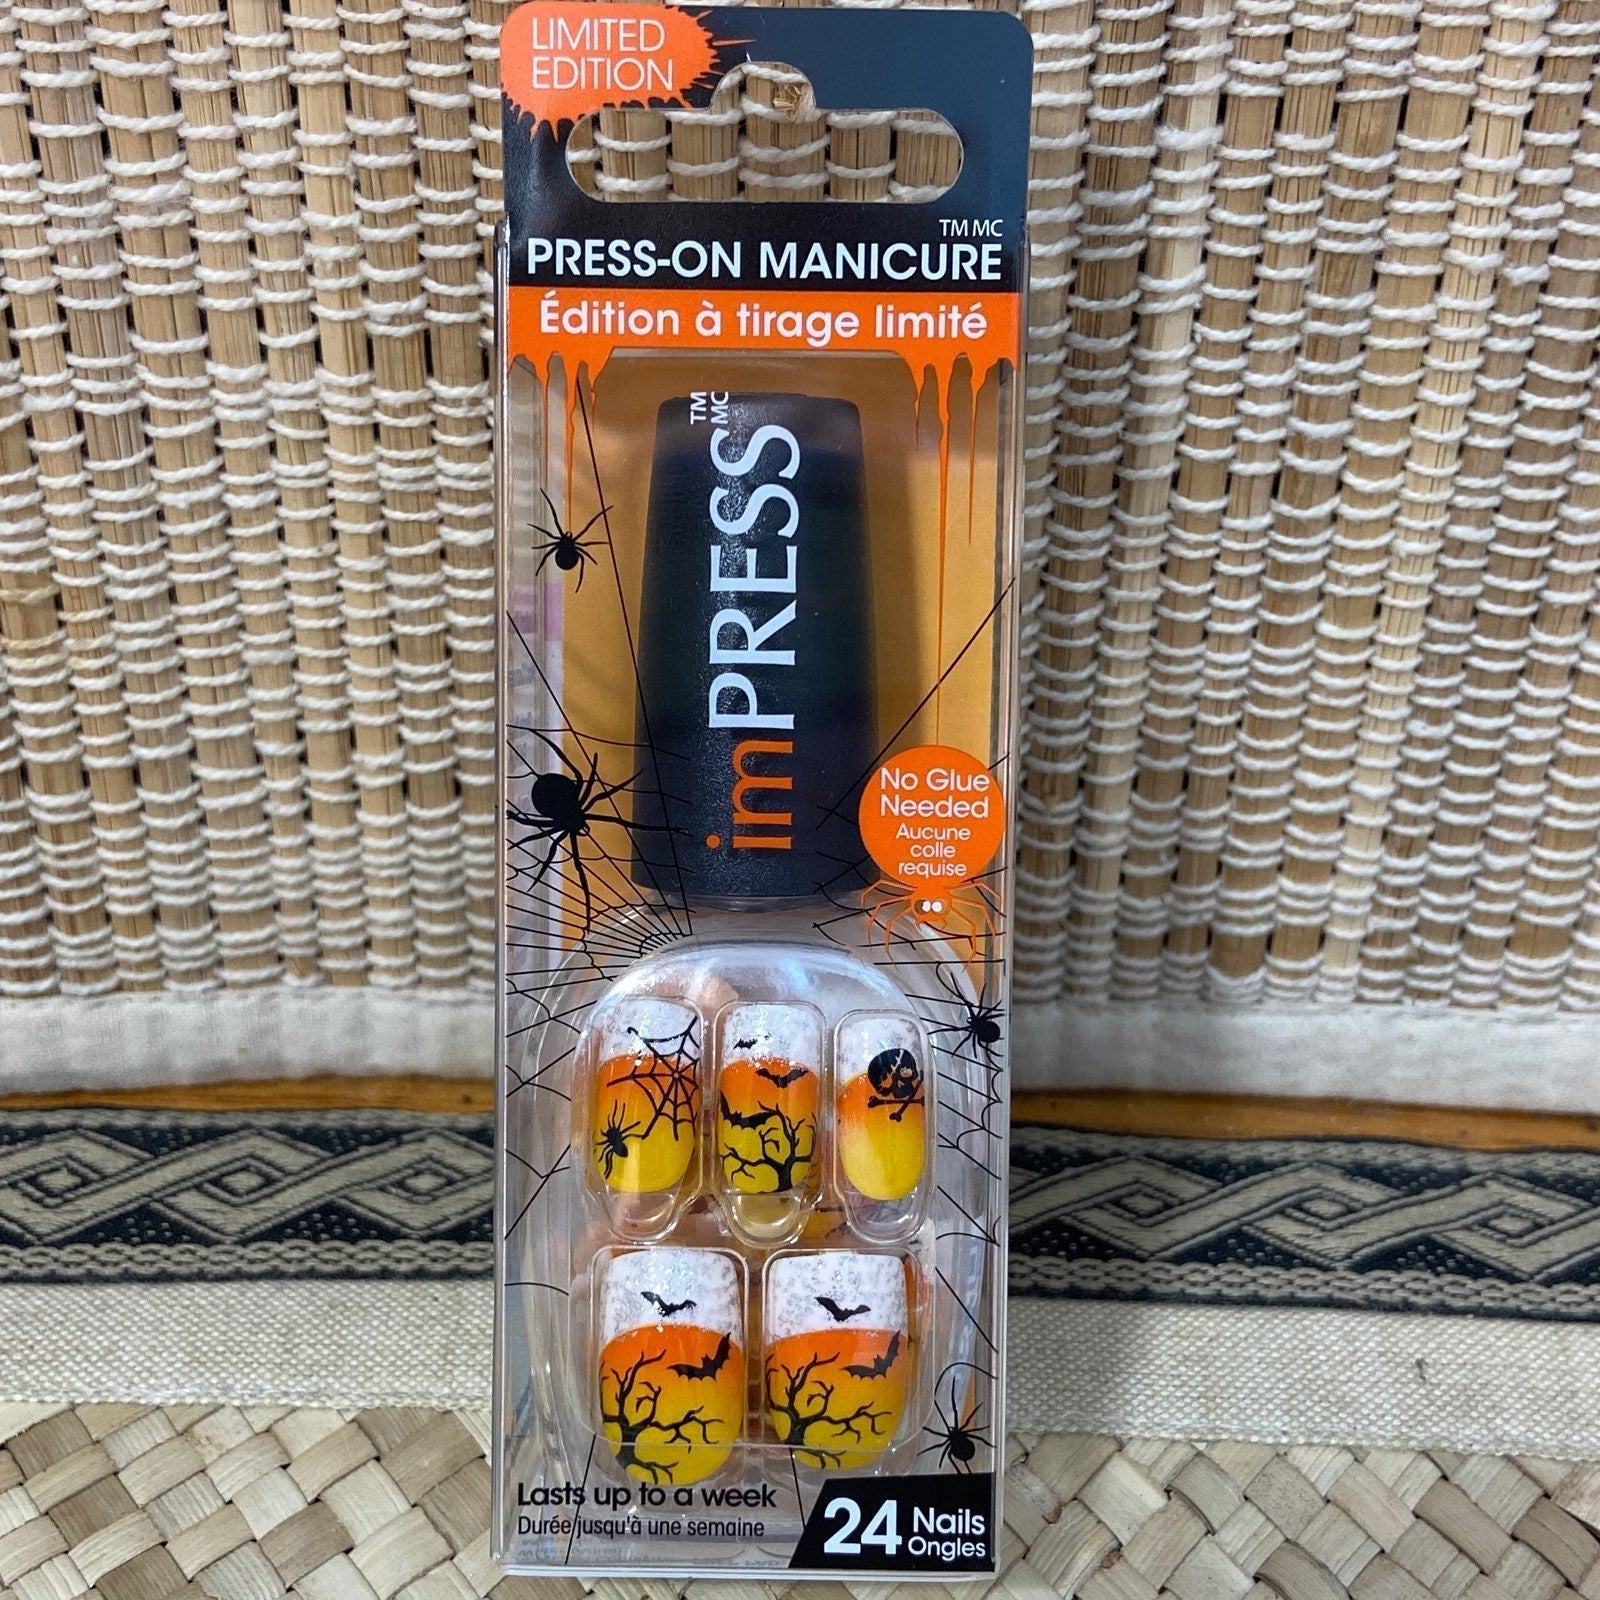 LIMITED
EDITION
TM MC
PRESS-ON MANICURE
Édition à tirage limité
imPRESS
TM
MC
No Glue
Needed
Aucune
colle
requise
Lasts up to a week
Durée jusqu'à une semaine
24 Nails
Ongles